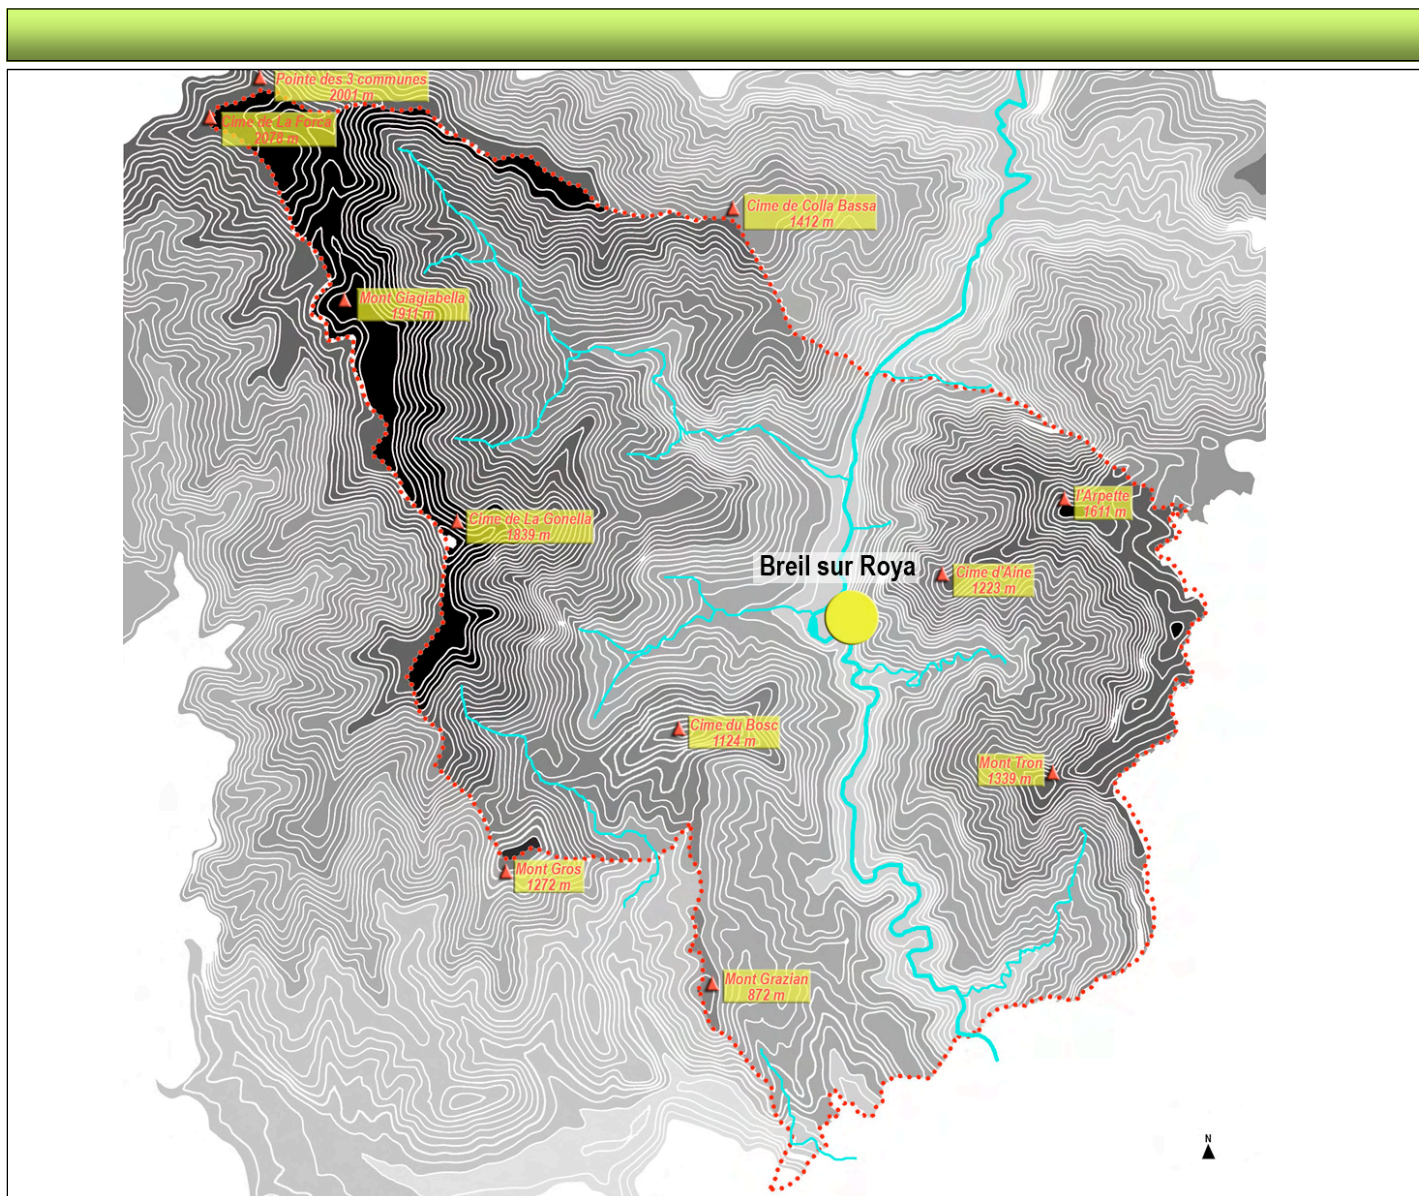 Pointe des 3 communes
2001 m
Cime de La Forca
2078 m
Cime de Colla Bassa
1412 m
Mont Giagiabella
1911 m
l'Arpette
1611 m
Cime de La Gonella
1839 m
Breil sur Roya
Cime d'Aine
1223 m
Cime du Bosc
1124 m
Mont Tron
1339 m
Mont Gros
1272 m
Mont Grazian
872 m
N